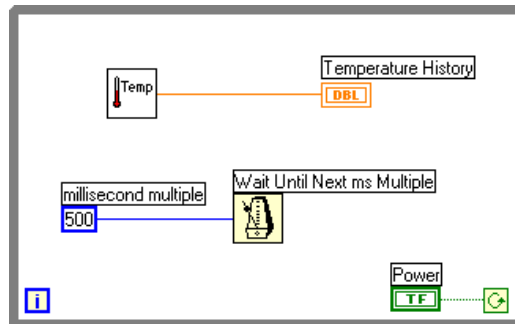 Temp
Temperature History
DBL
millisecond multiple
Wait Until Next ms Multiple
500
Power
i
TF